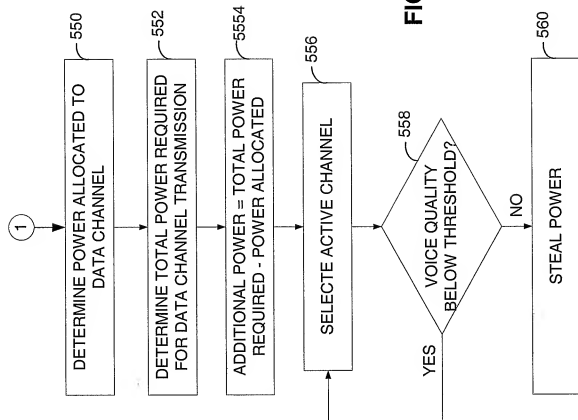 1
DETERMINE POWER ALLOCATED TO
DATA CHANNEL
550
DETERMINE TOTAL POWER REQUIRED
FOR DATA CHANNEL TRANSMISSION
552
ADDITIONAL POWER = TOTAL POWER
REQUIRED - POWER ALLOCATED
5554
SELECTE ACTIVE CHANNEL
556
VOICE QUALITY
BELOW THRESHOLD?
558
YES
NO
STEAL POWER
560